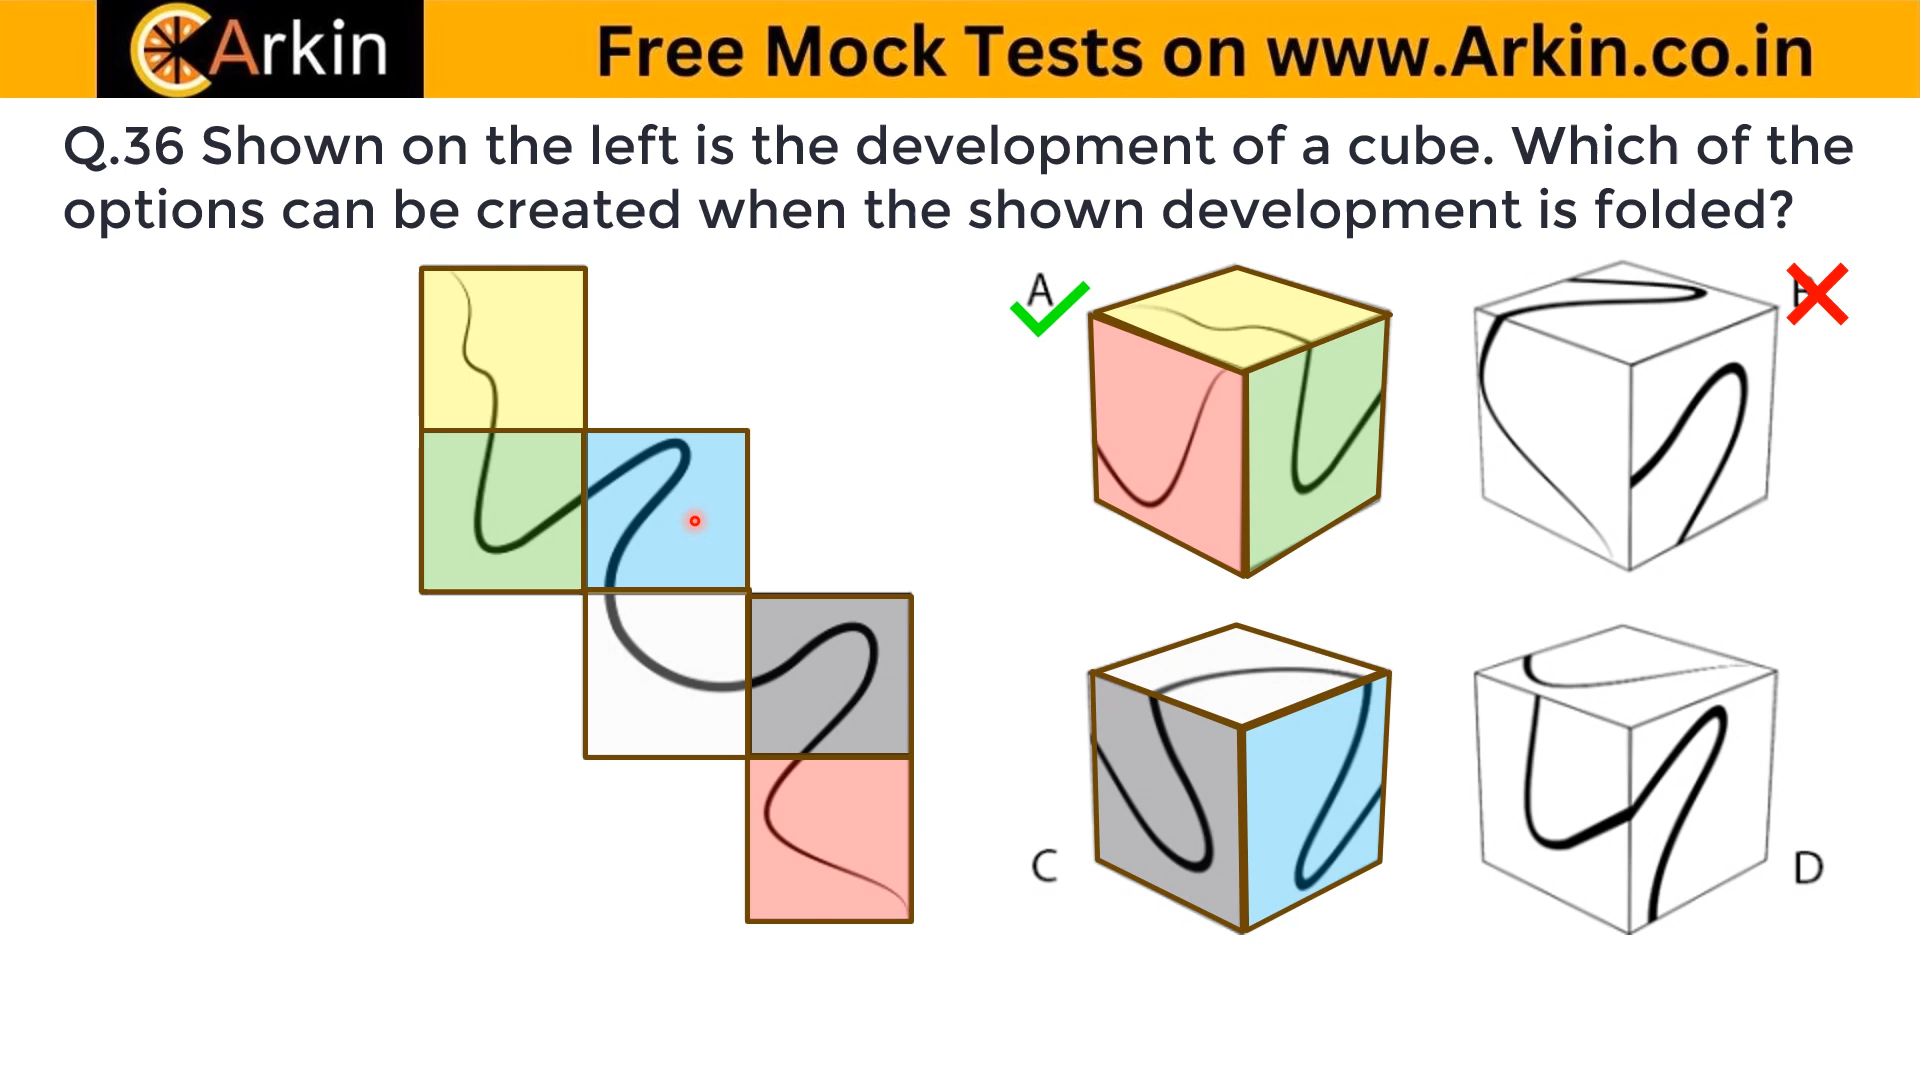 Arkin
Free Mock Tests on www.Arkin.co.in
Q.36 Shown on the left is the development of a cube. Which of the
options can be created when the shown development is folded?
A
C
D